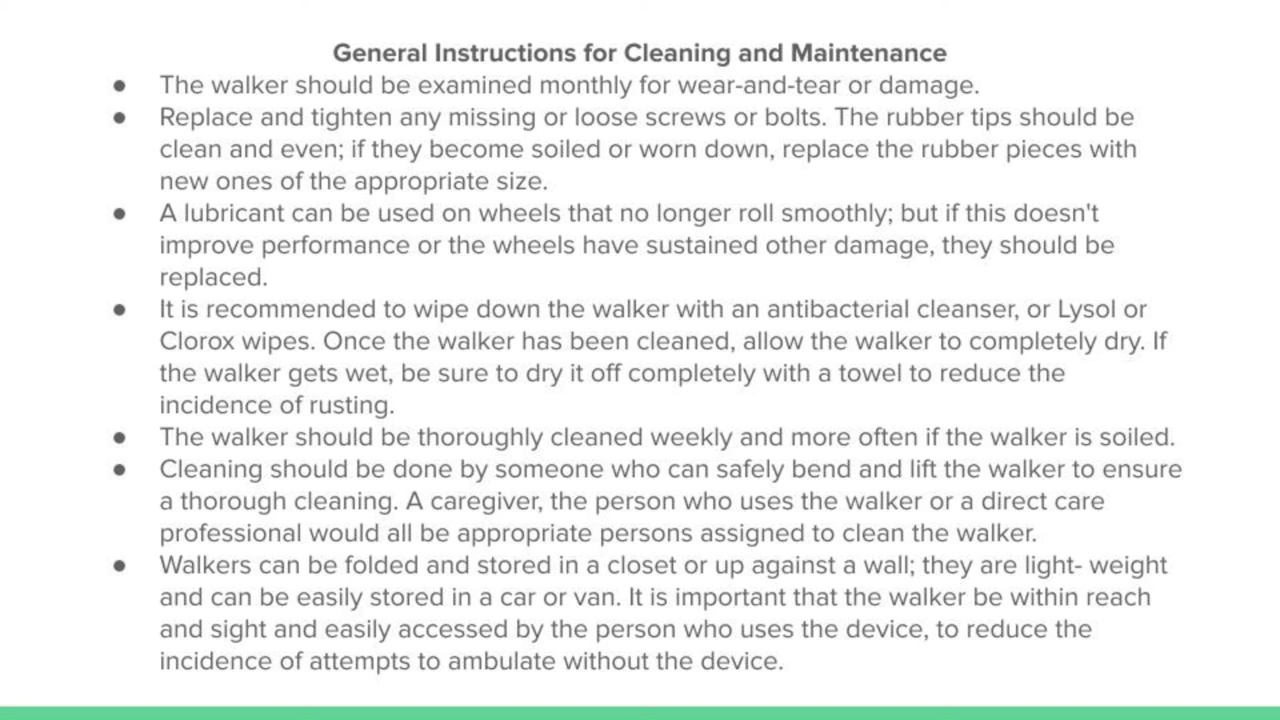 General Instructions for Cleaning and Maintenance
● The walker should be examined monthly for wear-and-tear or damage.
● Replace and tighten any missing or loose screws or bolts. The rubber tips should be
clean and even; if they become soiled or worn down, replace the rubber pieces with
new ones of the appropriate size.
● A lubricant can be used on wheels that no longer roll smoothly; but if this doesn't
improve performance or the wheels have sustained other damage, they should be
replaced.
● It is recommended to wipe down the walker with an antibacterial cleanser, or Lysol or
Clorox wipes. Once the walker has been cleaned, allow the walker to completely dry. If
the walker gets wet, be sure to dry it off completely with a towel to reduce the
incidence of rusting.
● The walker should be thoroughly cleaned weekly and more often if the walker is soiled.
● Cleaning should be done by someone who can safely bend and lift the walker to ensure
a thorough cleaning. A caregiver, the person who uses the walker or a direct care
professional would all be appropriate persons assigned to clean the walker.
● Walkers can be folded and stored in a closet or up against a wall; they are light- weight
and can be easily stored in a car or van. It is important that the walker be within reach
and sight and easily accessed by the person who uses the device, to reduce the
incidence of attempts to ambulate without the device.